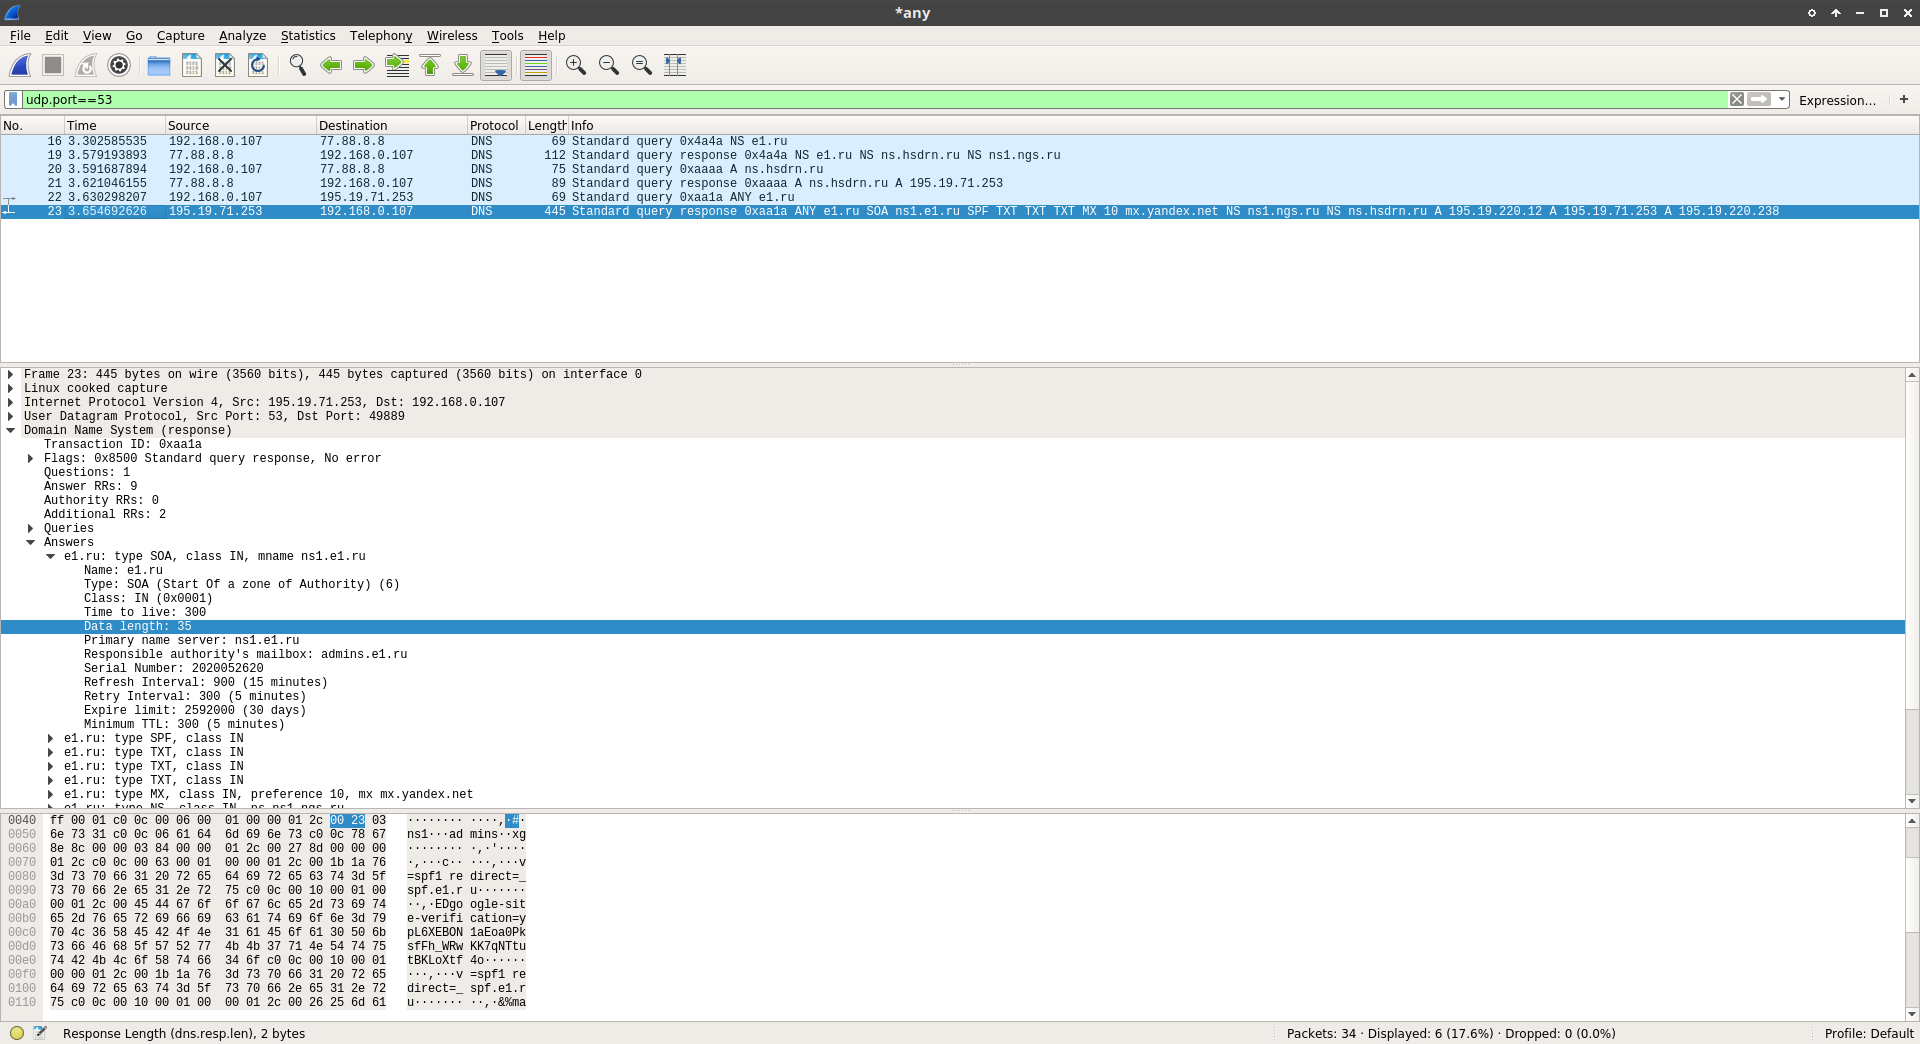 *any
File Edit View Go Capture Analyze Statistics Telephony Wireless Tools Help
udp.port==53 Expression… +
No. Time Source Destination Protocol Length Info
16 3.302585535 192.168.0.107 77.88.8.8 DNS 69 Standard query 0x4a4a NS e1.ru
19 3.579193893 77.88.8.8 192.168.0.107 DNS 112 Standard query response 0x4a4a NS e1.ru NS ns.hsdrn.ru NS ns1.ngs.ru
20 3.591687894 192.168.0.107 77.88.8.8 DNS 75 Standard query 0xaaaa A ns.hsdrn.ru
21 3.621046155 77.88.8.8 192.168.0.107 DNS 89 Standard query response 0xaaaa A ns.hsdrn.ru A 195.19.71.253
22 3.630298207 192.168.0.107 195.19.71.253 DNS 69 Standard query 0xaa1a ANY e1.ru
23 3.654692626 195.19.71.253 192.168.0.107 DNS 445 Standard query response 0xaa1a ANY e1.ru SOA ns1.e1.ru SPF TXT TXT TXT MX 10 mx.yandex.net NS ns1.ngs.ru NS ns.hsdrn.ru A 195.19.220.12 A 195.19.71.253 A 195.19.220.238
Frame 23: 445 bytes on wire (3560 bits), 445 bytes captured (3560 bits) on interface 0
Linux cooked capture
Internet Protocol Version 4, Src: 195.19.71.253, Dst: 192.168.0.107
User Datagram Protocol, Src Port: 53, Dst Port: 49889
Domain Name System (response)
Transaction ID: 0xaa1a
Flags: 0x8500 Standard query response, No error
Questions: 1
Answer RRs: 9
Authority RRs: 0
Additional RRs: 2
Queries
Answers
e1.ru: type SOA, class IN, mname ns1.e1.ru
Name: e1.ru
Type: SOA (Start Of a zone of Authority) (6)
Class: IN (0x0001)
Time to live: 300
Data length: 35
Primary name server: ns1.e1.ru
Responsible authority's mailbox: admins.e1.ru
Serial Number: 2020052620
Refresh Interval: 900 (15 minutes)
Retry Interval: 300 (5 minutes)
Expire limit: 2592000 (30 days)
Minimum TTL: 300 (5 minutes)
e1.ru: type SPF, class IN
e1.ru: type TXT, class IN
e1.ru: type TXT, class IN
e1.ru: type TXT, class IN
e1.ru: type MX, class IN, preference 10, mx mx.yandex.net
e1.ru: type NS, class IN, ns ns1.ngs.ru
0040 ff 00 01 c0 0c 00 06 00 01 00 00 01 2c 00 23 03 ········ ····,·#·
0050 6e 73 31 c0 0c 06 61 64 6d 69 6e 73 c0 0c 78 67 ns1···ad mins··xg
0060 8e 8c 00 00 03 84 00 00 01 2c 00 27 8d 00 00 00 ········ ·,·'····
0070 01 2c c0 0c 00 63 00 01 00 00 01 2c 00 1b 1a 76 ·,···c·· ···,···v
0080 3d 73 70 66 31 20 72 65 64 69 72 65 63 74 3d 5f =spf1 re direct=_
0090 73 70 66 2e 65 31 2e 72 75 c0 0c 00 10 00 01 00 spf.e1.r u·······
00a0 00 01 2c 00 45 44 67 6f 6f 67 6c 65 2d 73 69 74 ··,·EDgo ogle-sit
00b0 65 2d 76 65 72 69 66 69 63 61 74 69 6f 6e 3d 79 e-verifi cation=y
00c0 70 4c 36 58 45 42 4f 4e 31 61 45 6f 61 30 50 6b pL6XEBON 1aEoa0Pk
00d0 73 66 46 68 5f 57 52 77 4b 4b 37 71 4e 54 74 75 sfFh_WRw KK7qNTtu
00e0 74 42 4b 4c 6f 58 74 66 34 6f c0 0c 00 10 00 01 tBKLoXtf 4o······
00f0 00 00 01 2c 00 1b 1a 76 3d 73 70 66 31 20 72 65 ···,···v =spf1 re
0100 64 69 72 65 63 74 3d 5f 73 70 66 2e 65 31 2e 72 direct=_ spf.e1.r
0110 75 c0 0c 00 10 00 01 00 00 01 2c 00 26 25 6d 61 u······· ··,·&%ma
Response Length (dns.resp.len), 2 bytes Packets: 34 · Displayed: 6 (17.6%) · Dropped: 0 (0.0%) Profile: Default